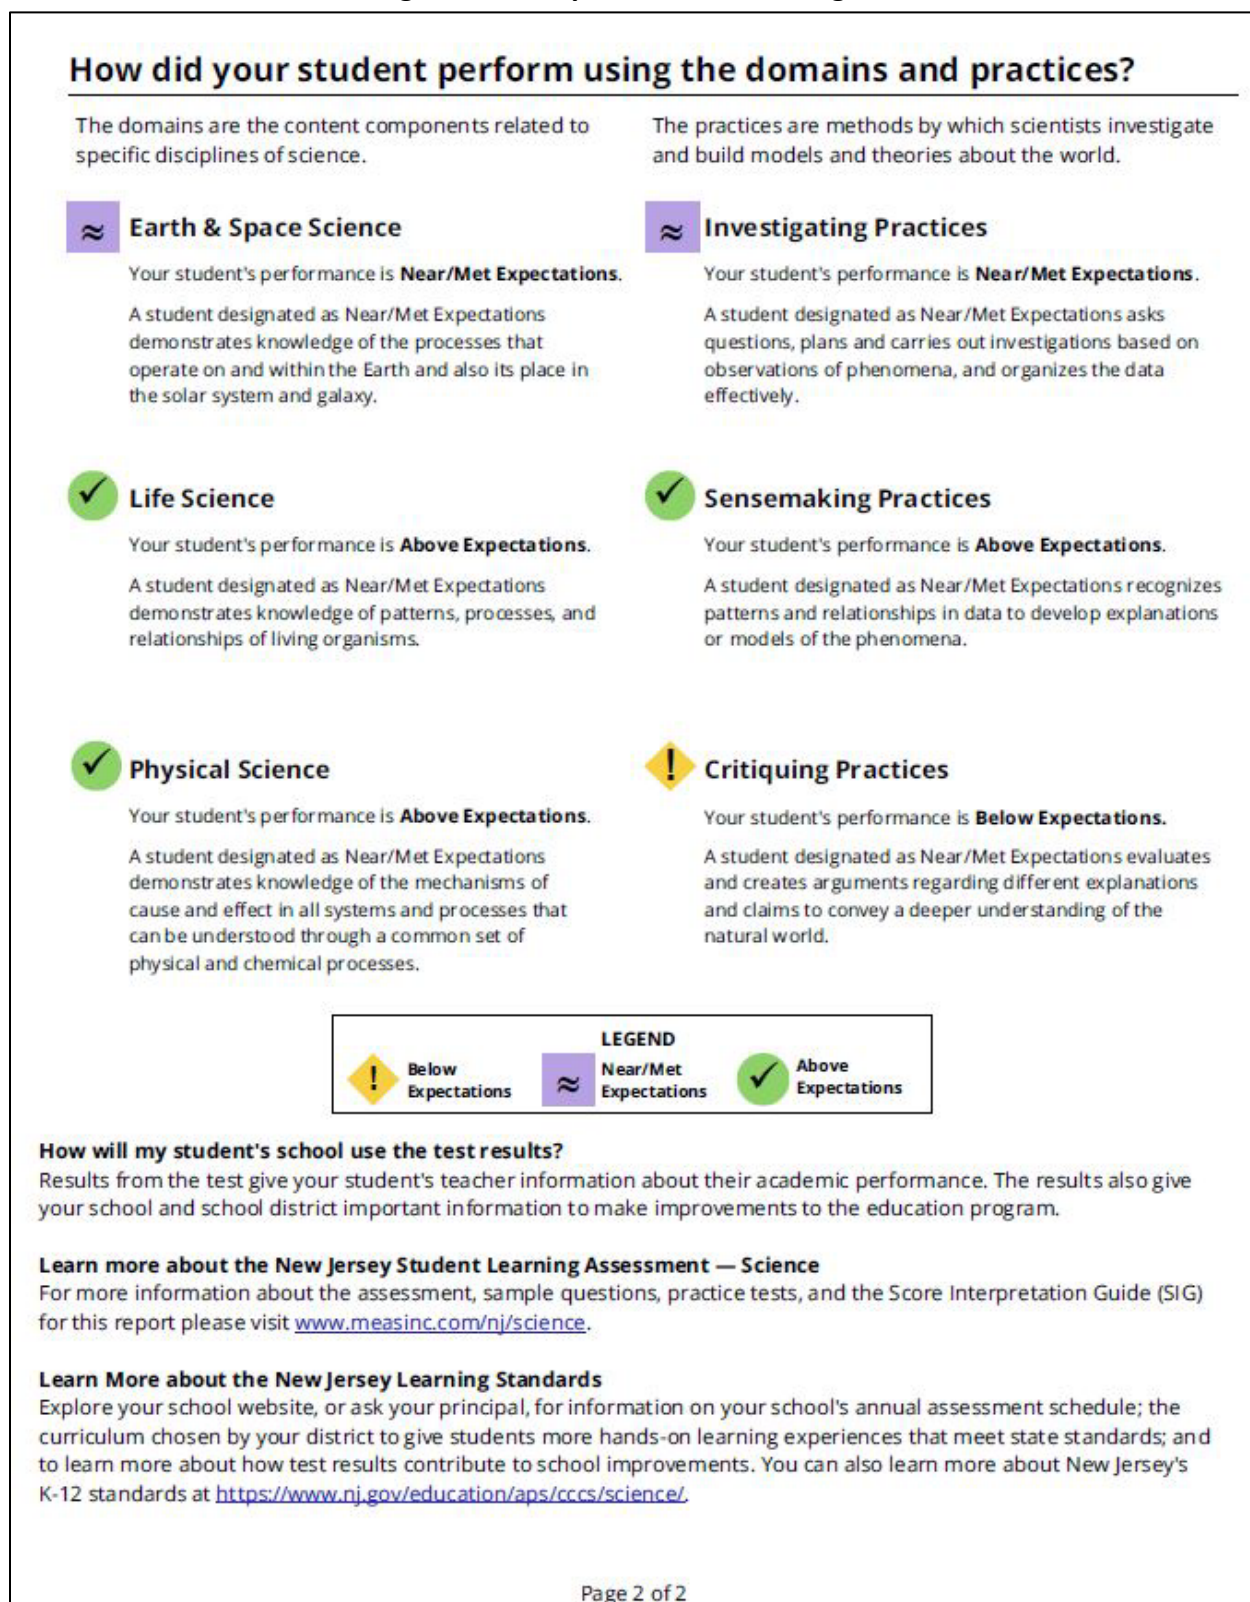 How did your student perform using the domains and practices?
The domains are the content components related to
specific disciplines of science.
The practices are methods by which scientists investigate
and build models and theories about the world.
≈ Earth & Space Science
Your student's performance is Near/Met Expectations.
A student designated as Near/Met Expectations
demonstrates knowledge of the processes that
operate on and within the Earth and also its place in
the solar system and galaxy.
≈ Investigating Practices
Your student's performance is Near/Met Expectations.
A student designated as Near/Met Expectations asks
questions, plans and carries out investigations based on
observations of phenomena, and organizes the data
effectively.
✓ Life Science
Your student's performance is Above Expectations.
A student designated as Near/Met Expectations
demonstrates knowledge of patterns, processes, and
relationships of living organisms.
✓ Sensemaking Practices
Your student's performance is Above Expectations.
A student designated as Near/Met Expectations recognizes
patterns and relationships in data to develop explanations
or models of the phenomena.
✓ Physical Science
Your student's performance is Above Expectations.
A student designated as Near/Met Expectations
demonstrates knowledge of the mechanisms of
cause and effect in all systems and processes that
can be understood through a common set of
physical and chemical processes.
! Critiquing Practices
Your student's performance is Below Expectations.
A student designated as Near/Met Expectations evaluates
and creates arguments regarding different explanations
and claims to convey a deeper understanding of the
natural world.
LEGEND
! Below
Expectations
≈ Near/Met
Expectations
✓ Above
Expectations
How will my student's school use the test results?
Results from the test give your student's teacher information about their academic performance. The results also give
your school and school district important information to make improvements to the education program.
Learn more about the New Jersey Student Learning Assessment — Science
For more information about the assessment, sample questions, practice tests, and the Score Interpretation Guide (SIG)
for this report please visit www.measinc.com/nj/science.
Learn More about the New Jersey Learning Standards
Explore your school website, or ask your principal, for information on your school's annual assessment schedule; the
curriculum chosen by your district to give students more hands-on learning experiences that meet state standards; and
to learn more about how test results contribute to school improvements. You can also learn more about New Jersey's
K-12 standards at https://www.nj.gov/education/aps/cccs/science/.
Page 2 of 2